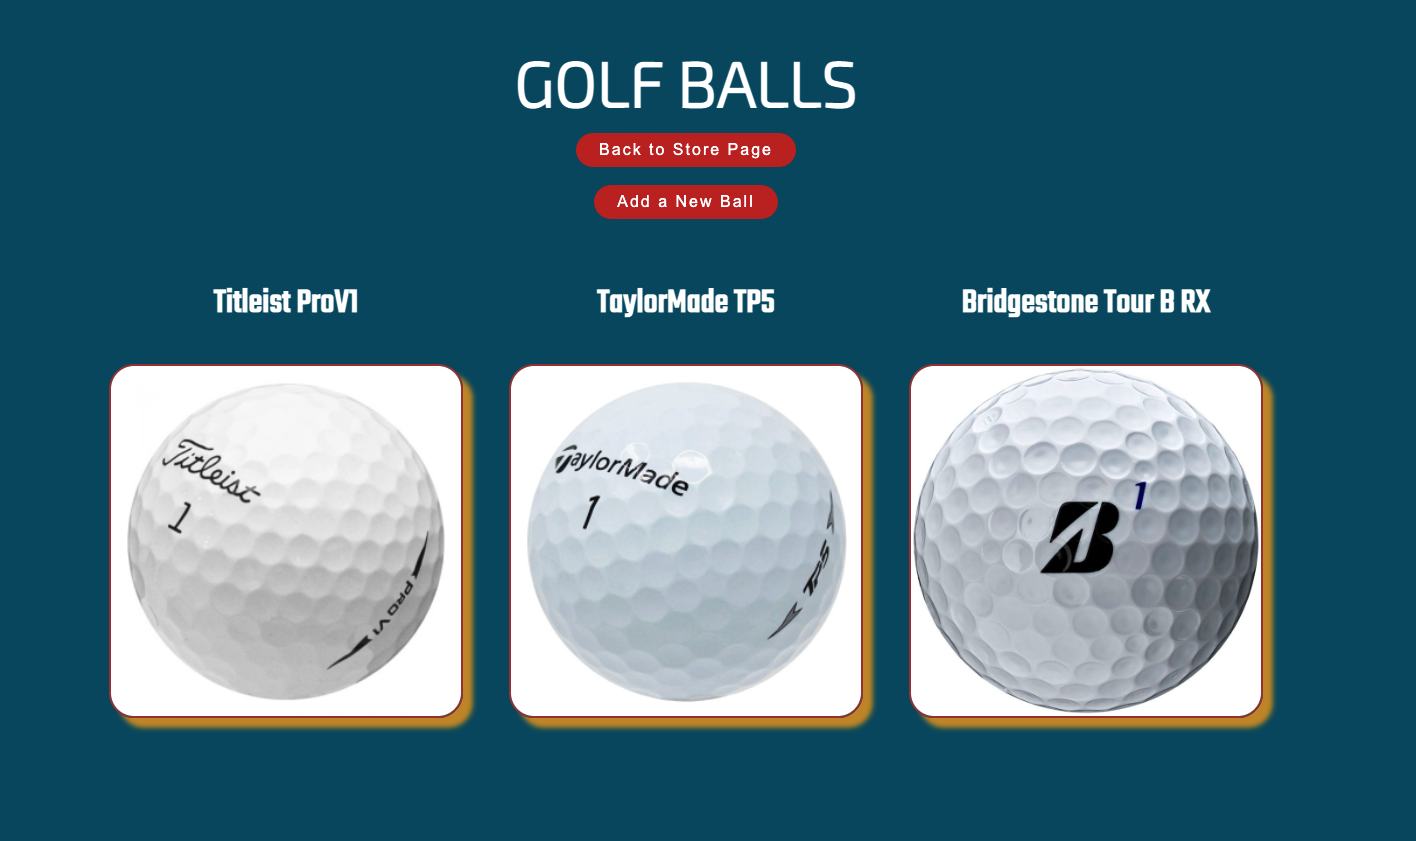 GOLF BALLS
Back to Store Page
Add a New Ball
Titleist ProV1
TaylorMade TP5
Bridgestone Tour B RX
Titleist
1
PRO V1
TaylorMade
1
TP5
B
1